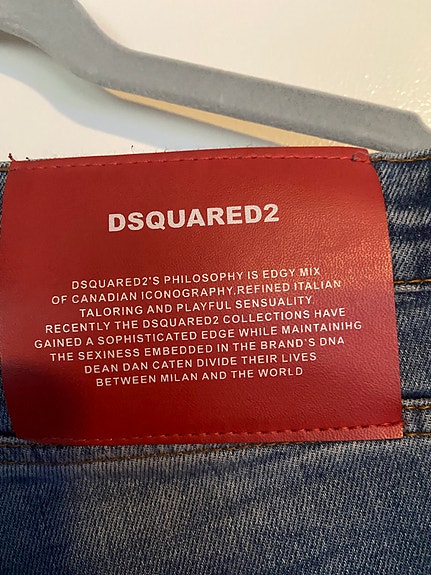 DSQUARED2
DSQUARED2'S PHILOSOPHY IS EDGY MIX
OF CANADIAN ICONOGRAPHY,REFINED ITALIAN
TALORING AND PLAYFUL SENSUALITY
RECENTLY THE DSQUARED2 COLLECTIONS HAVE
GAINED A SOPHISTICATED EDGE WHILE MAINTAINIHG
THE SEXINESS EMBEDDED IN THE BRAND'S DNA
DEAN DAN CATEN DIVIDE THEIR LIVES
BETWEEN MILAN AND THE WORLD